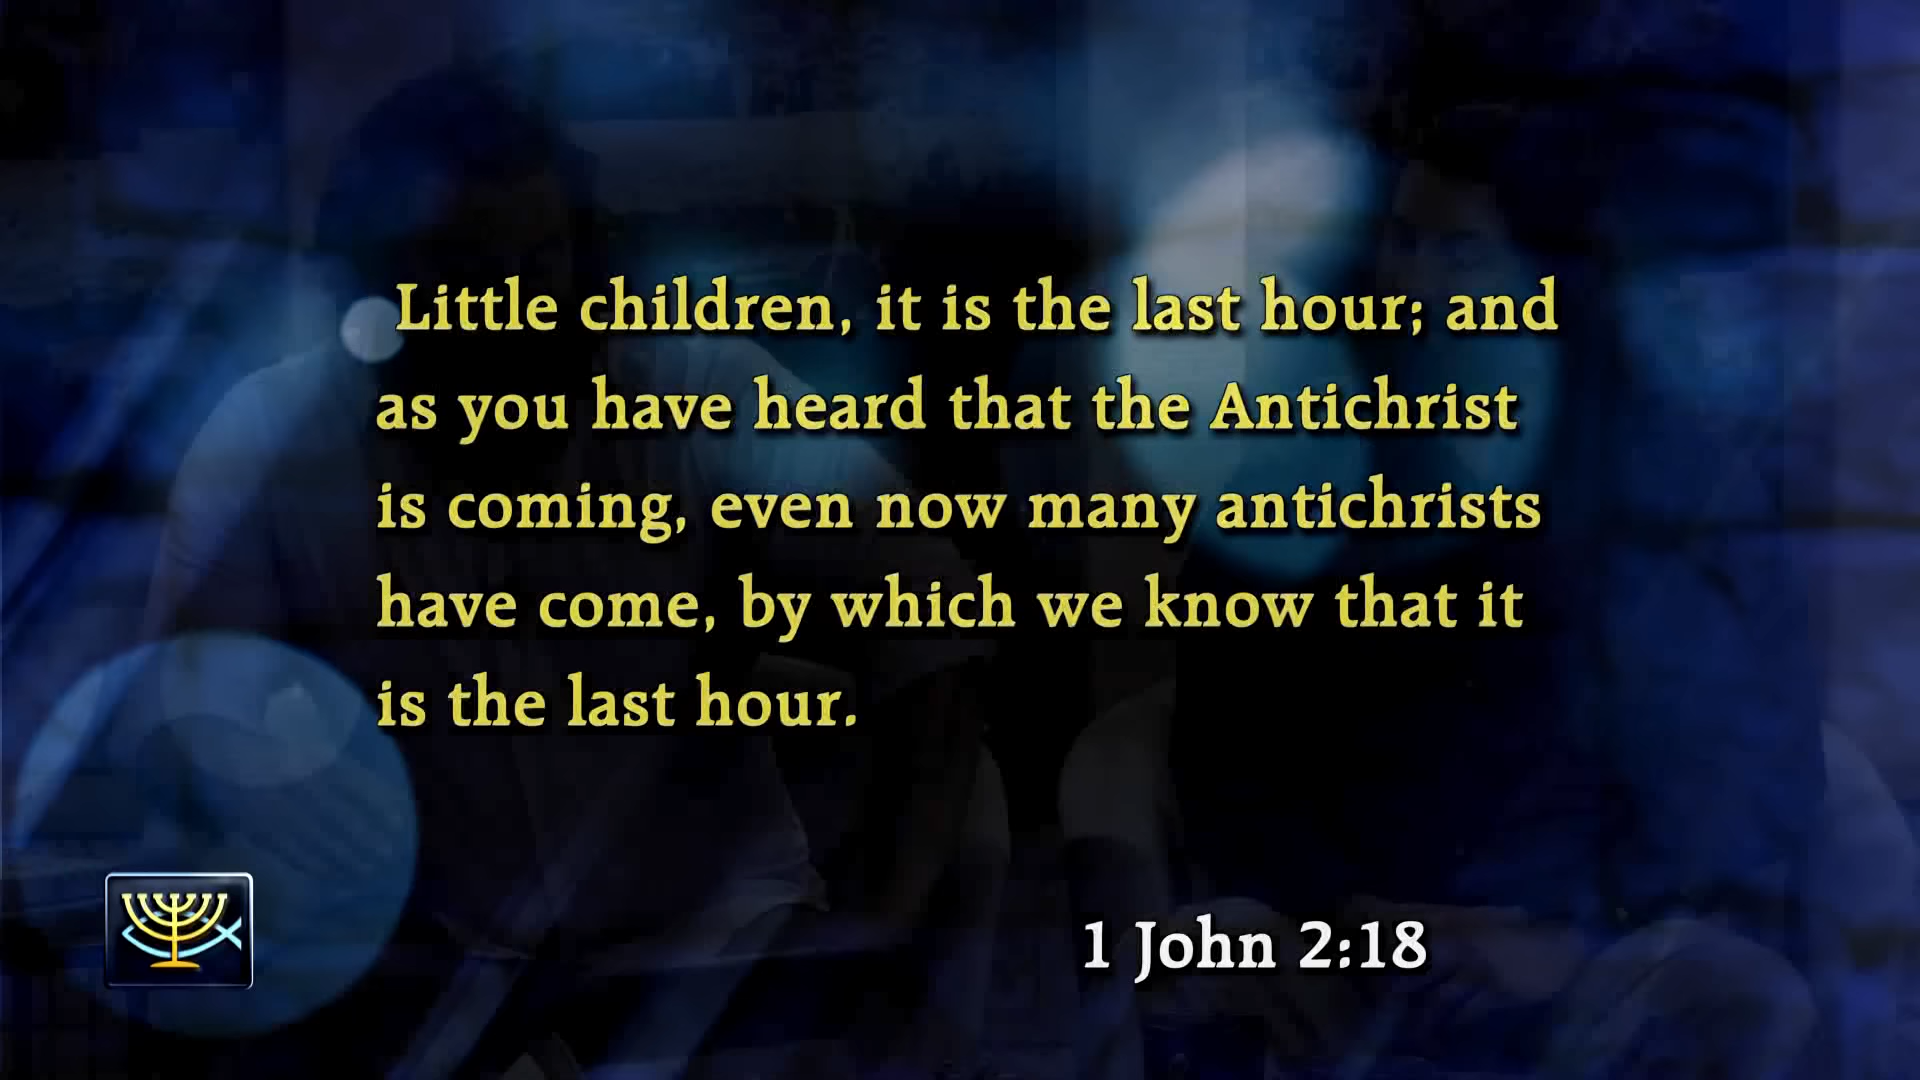 Little children, it is the last hour; and
as you have heard that the Antichrist
is coming, even now many antichrists
have come, by which we know that it
is the last hour.
1 John 2:18